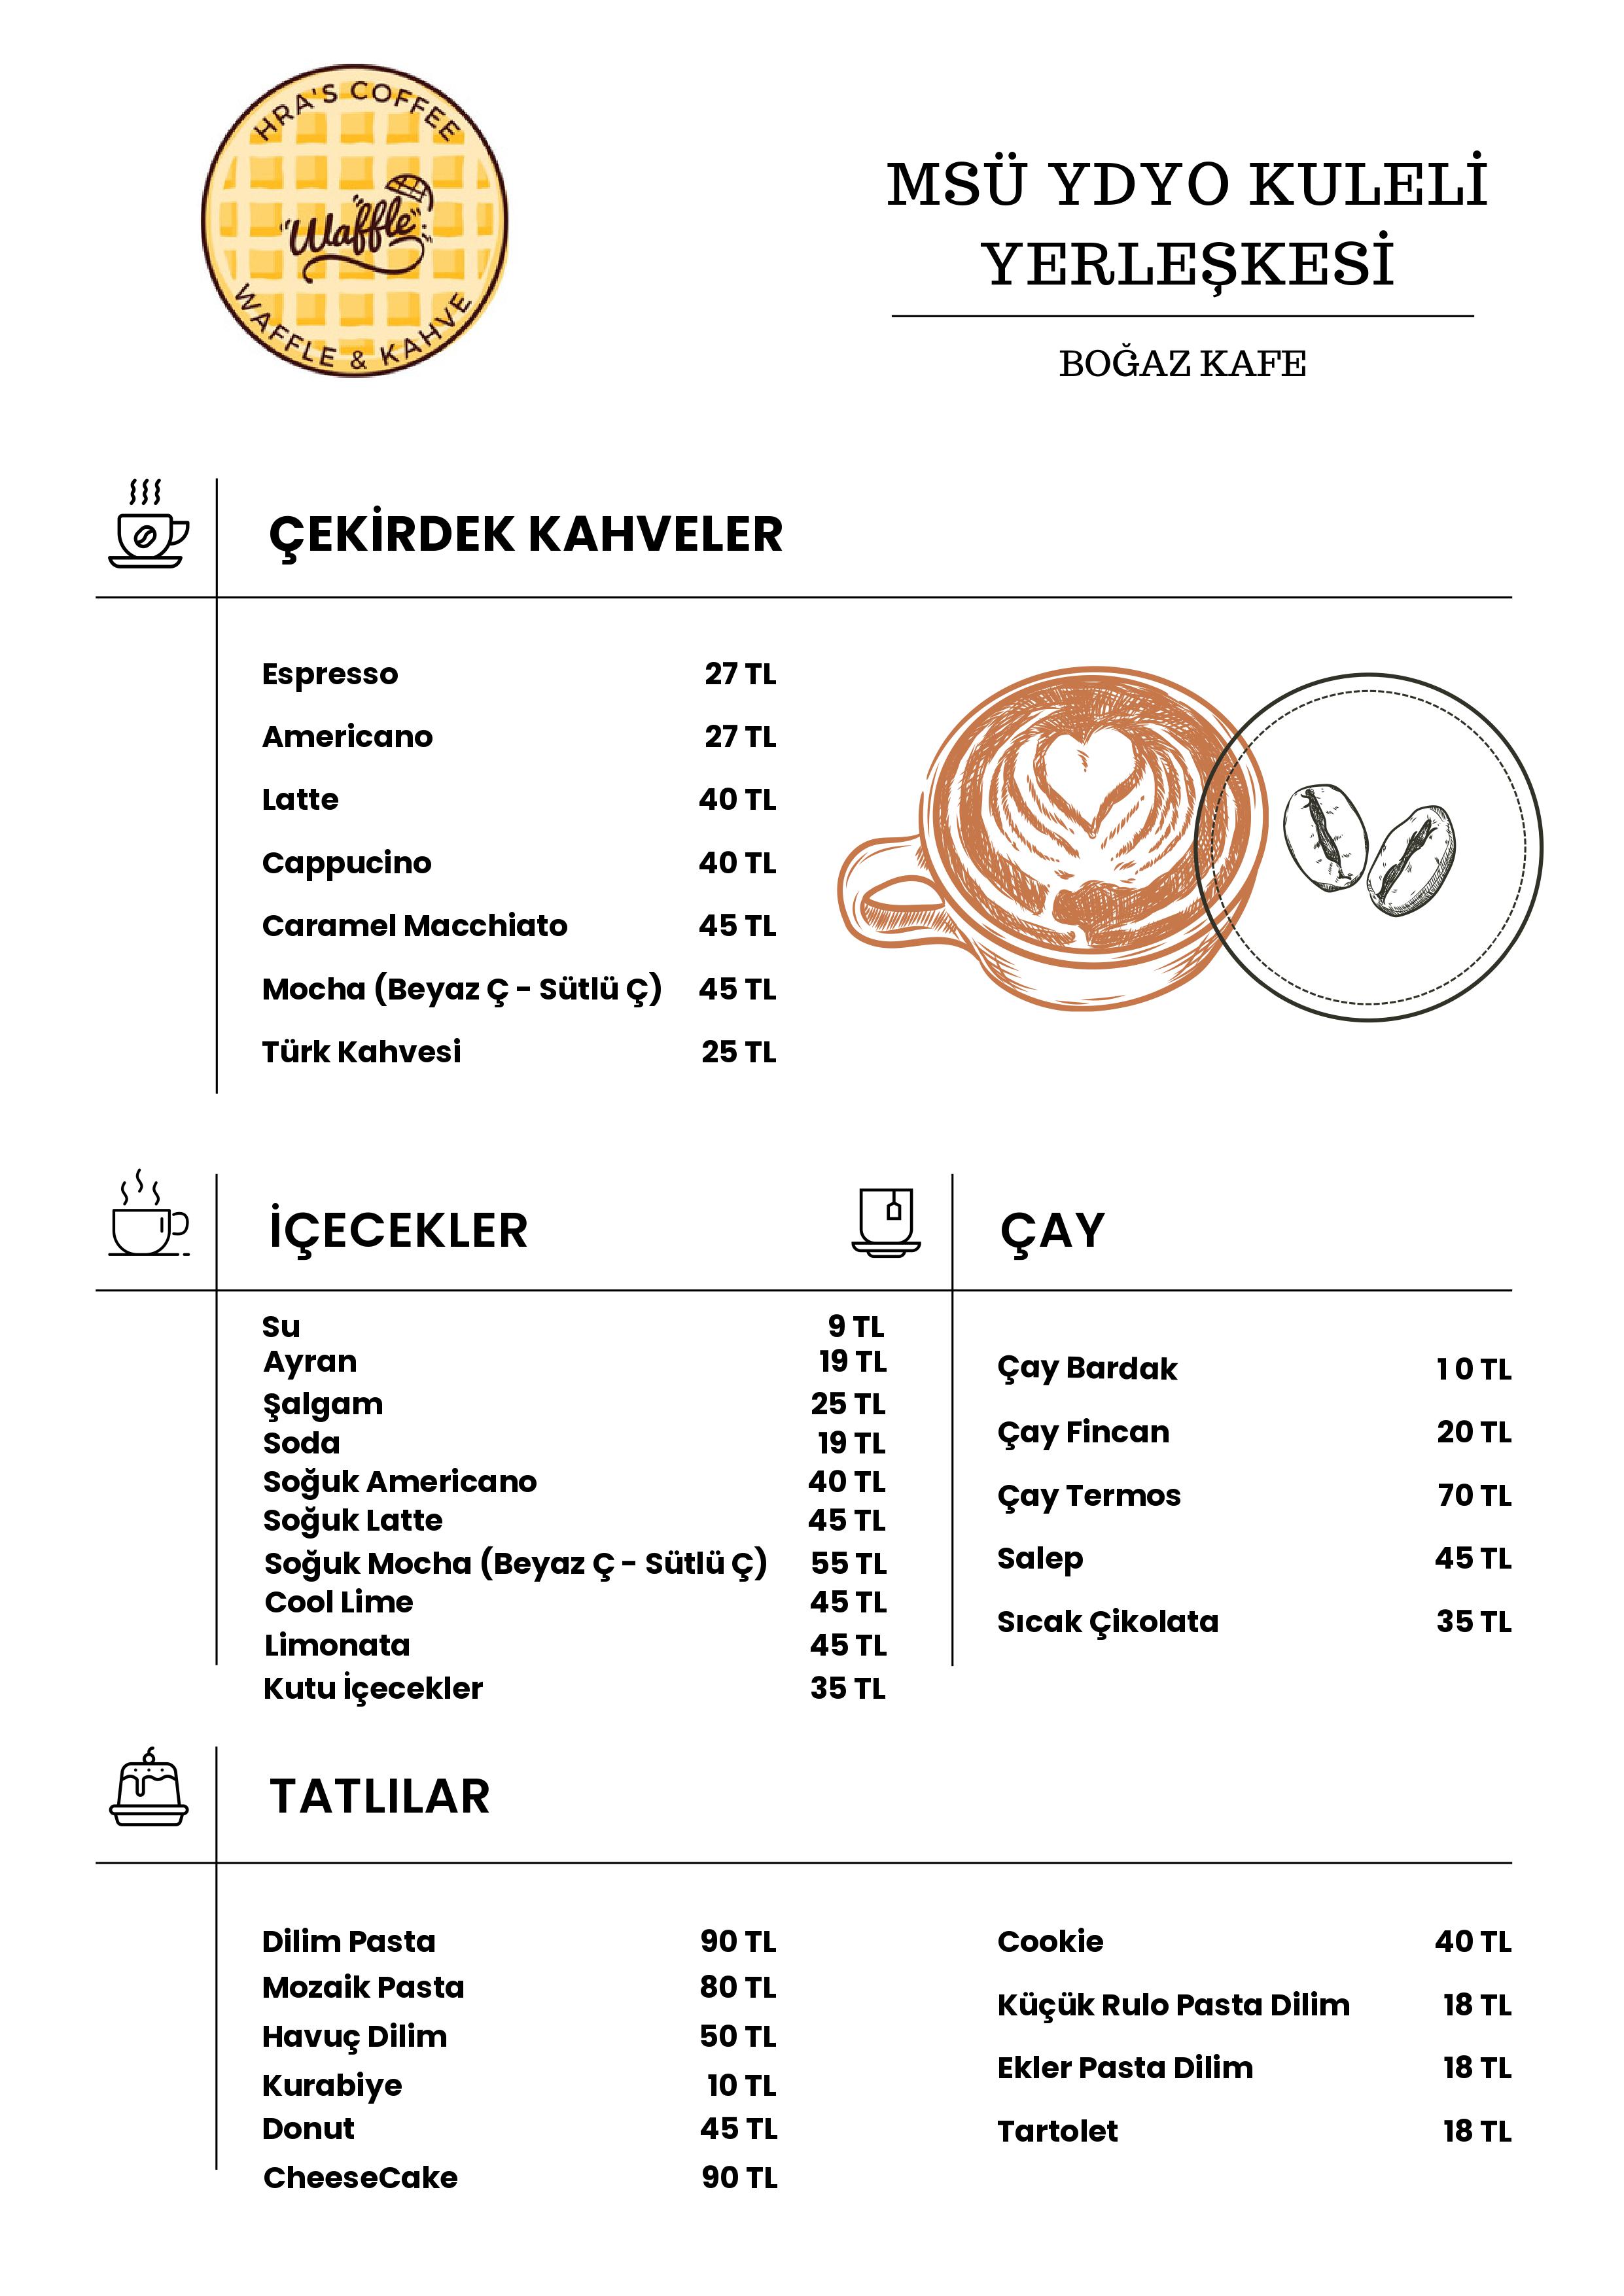 HRA'S COFFEE
"Waffle"
WAFFLE & KAHVE
MSÜ YDYO KULELİ
YERLEŞKESİ
BOĞAZ KAFE
ÇEKİRDEK KAHVELER
Espresso 27 TL
Americano 27 TL
Latte 40 TL
Cappucino 40 TL
Caramel Macchiato 45 TL
Mocha (Beyaz Ç - Sütlü Ç) 45 TL
Türk Kahvesi 25 TL
İÇECEKLER
Su 9 TL
Ayran 19 TL
Şalgam 25 TL
Soda 19 TL
Soğuk Americano 40 TL
Soğuk Latte 45 TL
Soğuk Mocha (Beyaz Ç - Sütlü Ç) 55 TL
Cool Lime 45 TL
Limonata 45 TL
Kutu İçecekler 35 TL
ÇAY
Çay Bardak 1 0 TL
Çay Fincan 20 TL
Çay Termos 70 TL
Salep 45 TL
Sıcak Çikolata 35 TL
TATLILAR
Dilim Pasta 90 TL
Mozaik Pasta 80 TL
Havuç Dilim 50 TL
Kurabiye 10 TL
Donut 45 TL
CheeseCake 90 TL
Cookie 40 TL
Küçük Rulo Pasta Dilim 18 TL
Ekler Pasta Dilim 18 TL
Tartolet 18 TL